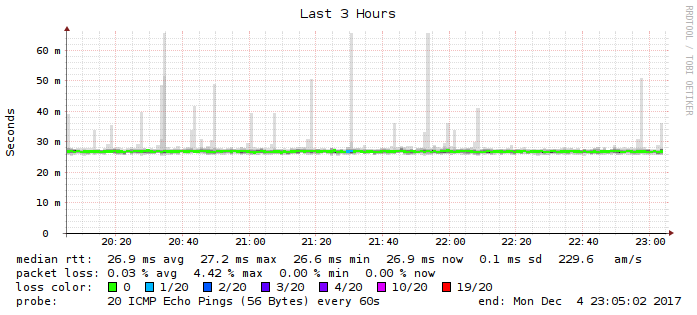 Last 3 Hours
RRDTOOL / TOBI OETIKER
Seconds
60 m
50 m
40 m
30 m
20 m
10 m
0
20:20 20:40 21:00 21:20 21:40 22:00 22:20 22:40 23:00
median rtt: 26.9 ms avg 27.2 ms max 26.6 ms min 26.9 ms now 0.1 ms sd 229.6 am/s
packet loss: 0.03 % avg 4.42 % max 0.00 % min 0.00 % now
loss color: 0 1/20 2/20 3/20 4/20 10/20 19/20
probe: 20 ICMP Echo Pings (56 Bytes) every 60s end: Mon Dec 4 23:05:02 2017